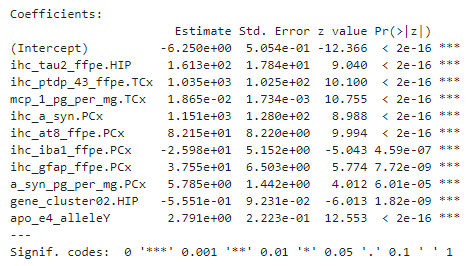 Coefficients:
                       Estimate Std. Error z value Pr(>|z|)
(Intercept)          -6.250e+00  5.054e-01 -12.366  < 2e-16 ***
ihc_tau2_ffpe.HIP     1.613e+02  1.784e+01   9.040  < 2e-16 ***
ihc_ptdp_43_ffpe.TCx  1.035e+03  1.025e+02  10.100  < 2e-16 ***
mcp_1_pg_per_mg.TCx   1.865e-02  1.734e-03  10.755  < 2e-16 ***
ihc_a_syn.PCx         1.151e+03  1.280e+02   8.988  < 2e-16 ***
ihc_at8_ffpe.PCx      8.215e+01  8.220e+00   9.994  < 2e-16 ***
ihc_iba1_ffpe.PCx    -2.598e+01  5.152e+00  -5.043 4.59e-07 ***
ihc_gfap_ffpe.PCx     3.755e+01  6.503e+00   5.774 7.72e-09 ***
a_syn_pg_per_mg.PCx   5.785e+00  1.442e+00   4.012 6.01e-05 ***
gene_cluster02.HIP   -5.551e-01  9.231e-02  -6.013 1.82e-09 ***
apo_e4_alleleY        2.791e+00  2.223e-01  12.553  < 2e-16 ***
---
Signif. codes:  0 '***' 0.001 '**' 0.01 '*' 0.05 '.' 0.1 ' ' 1